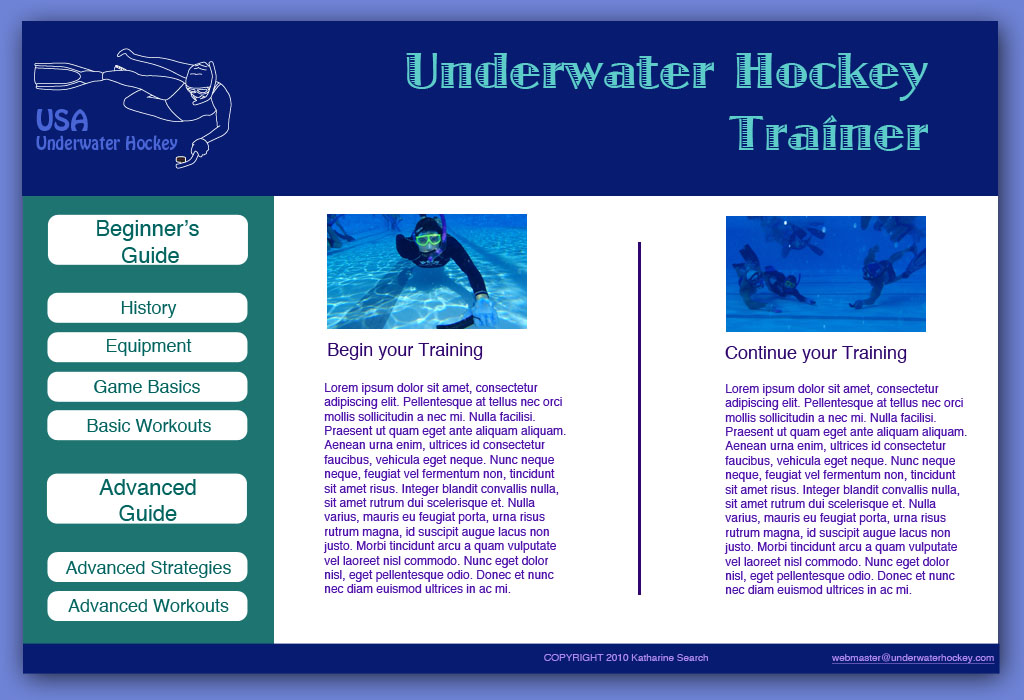 Underwater Hockey
Traíner
USA
Underwater Hockey
Beginner's
Guide
History
Equipment
Game Basics
Basic Workouts
Advanced
Guide
Advanced Strategies
Advanced Workouts
Begin your Training
Lorem ipsum dolor sit amet, consectetur
adipiscing elit. Pellentesque at tellus nec orci
mollis sollicitudin a nec mi. Nulla facilisi.
Praesent ut quam eget ante aliquam aliquam.
Aenean urna enim, ultrices id consectetur
faucibus, vehicula eget neque. Nunc neque
neque, feugiat vel fermentum non, tincidunt
sit amet risus. Integer blandit convallis nulla,
sit amet rutrum dui scelerisque et. Nulla
varius, mauris eu feugiat porta, urna risus
rutrum magna, id suscipit augue lacus non
justo. Morbi tincidunt arcu a quam vulputate
vel laoreet nisl commodo. Nunc eget dolor
nisl, eget pellentesque odio. Donec et nunc
nec diam euismod ultrices in ac mi.
Continue your Training
Lorem ipsum dolor sit amet, consectetur
adipiscing elit. Pellentesque at tellus nec orci
mollis sollicitudin a nec mi. Nulla facilisi.
Praesent ut quam eget ante aliquam aliquam.
Aenean urna enim, ultrices id consectetur
faucibus, vehicula eget neque. Nunc neque
neque, feugiat vel fermentum non, tincidunt
sit amet risus. Integer blandit convallis nulla,
sit amet rutrum dui scelerisque et. Nulla
varius, mauris eu feugiat porta, urna risus
rutrum magna, id suscipit augue lacus non
justo. Morbi tincidunt arcu a quam vulputate
vel laoreet nisl commodo. Nunc eget dolor
nisl, eget pellentesque odio. Donec et nunc
nec diam euismod ultrices in ac mi.
COPYRIGHT 2010 Katharine Search
webmaster@underwaterhockey.com